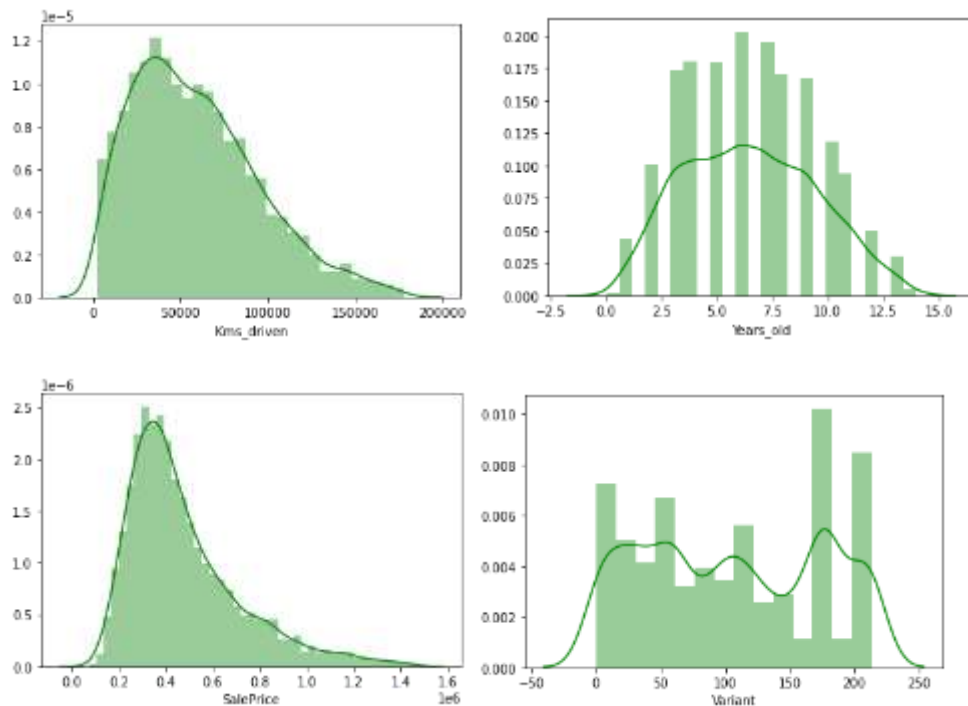 1e−5
1.2
1.0
0.8
0.6
0.4
0.2
0.0
0 50000 100000 150000 200000
Kms_driven
0.200
0.175
0.150
0.125
0.100
0.075
0.050
0.025
0.000
−2.5 0.0 2.5 5.0 7.5 10.0 12.5 15.0
Years_old
1e−6
2.5
2.0
1.5
1.0
0.5
0.0
0.0 0.2 0.4 0.6 0.8 1.0 1.2 1.4 1.6
SalePrice 1e6
0.010
0.008
0.006
0.004
0.002
0.000
−50 0 50 100 150 200 250
Variant